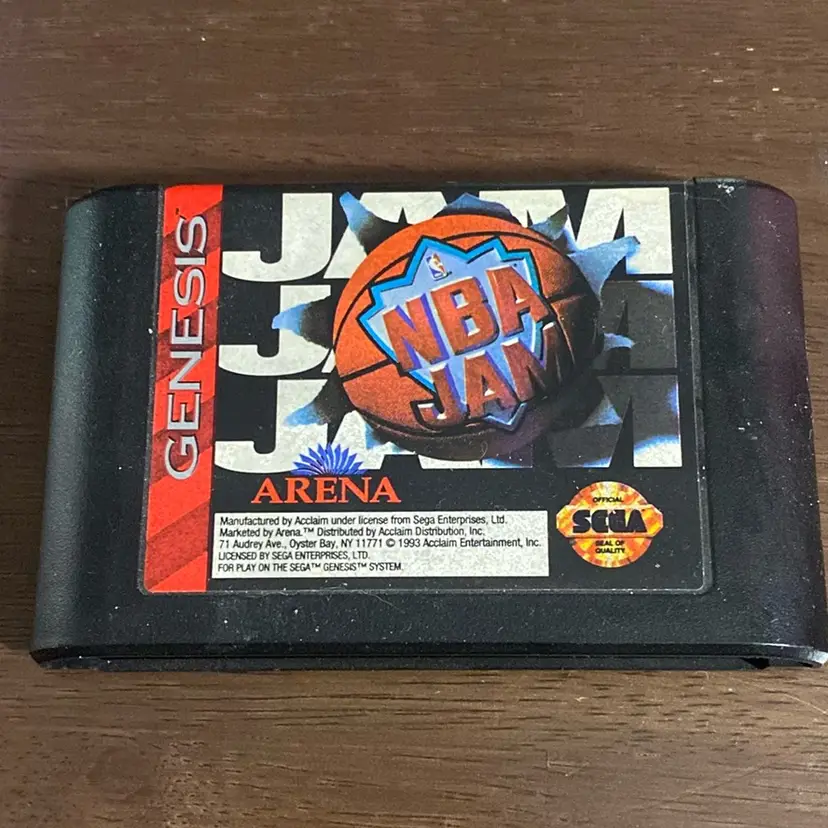 GENESIS™
JAM
JAM
JAM
NBA
JAM
ARENA
Manufactured by Acclaim under license from Sega Enterprises, Ltd.
Marketed by Arena.™ Distributed by Acclaim Distribution, Inc.
71 Audrey Ave., Oyster Bay, NY 11771 © 1993 Acclaim Entertainment, Inc.
LICENSED BY SEGA ENTERPRISES, LTD.
FOR PLAY ON THE SEGA™ GENESIS™ SYSTEM.
OFFICIAL
SEGA
SEAL OF
QUALITY